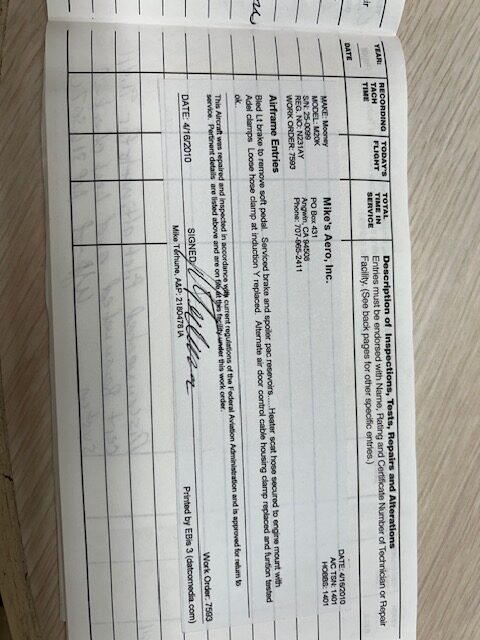 YEAR:
DATE
RECORDING
TACH
TIME
TODAY'S
FLIGHT
TOTAL
TIME IN
SERVICE
Description of Inspections, Tests, Repairs and Alterations
Entries must be endorsed with Name, Rating and Certificate Number of Technician or Repair
Facility. (See back pages for other specific entries.)
MAKE: Mooney
MODEL: M20K
S/N: 25-0099
REG. NO: N231AY
WORK ORDER: 7593
Mike's Aero, Inc.
PO Box 431
Angwin, CA 94508
Phone: 707-965-2411
DATE: 4/16/2010
A/C TSN: 1401
HOBBS: 1401
Airframe Entries
Bled Lt brake to remove soft pedal. Serviced brake and spoiler pac resevoirs.....Heater scat hose secured to engine mount with
Adel clamps Loose hose clamp at induction Y replaced. Alternate air door control cable housing clamp replaced and funtion tested
ok.
This Aircraft was repaired and inspected in accordance with current regulations of the Federal Aviation Administration and is approved for return to
service. Pertinent details are listed above and are on file at this facility under this work order.
Work Order: 7593
DATE: 4/16/2010
SIGNED
Mike Terhune, A&P: 2180478 IA
Printed by EBis 3 (datcomedia.com)